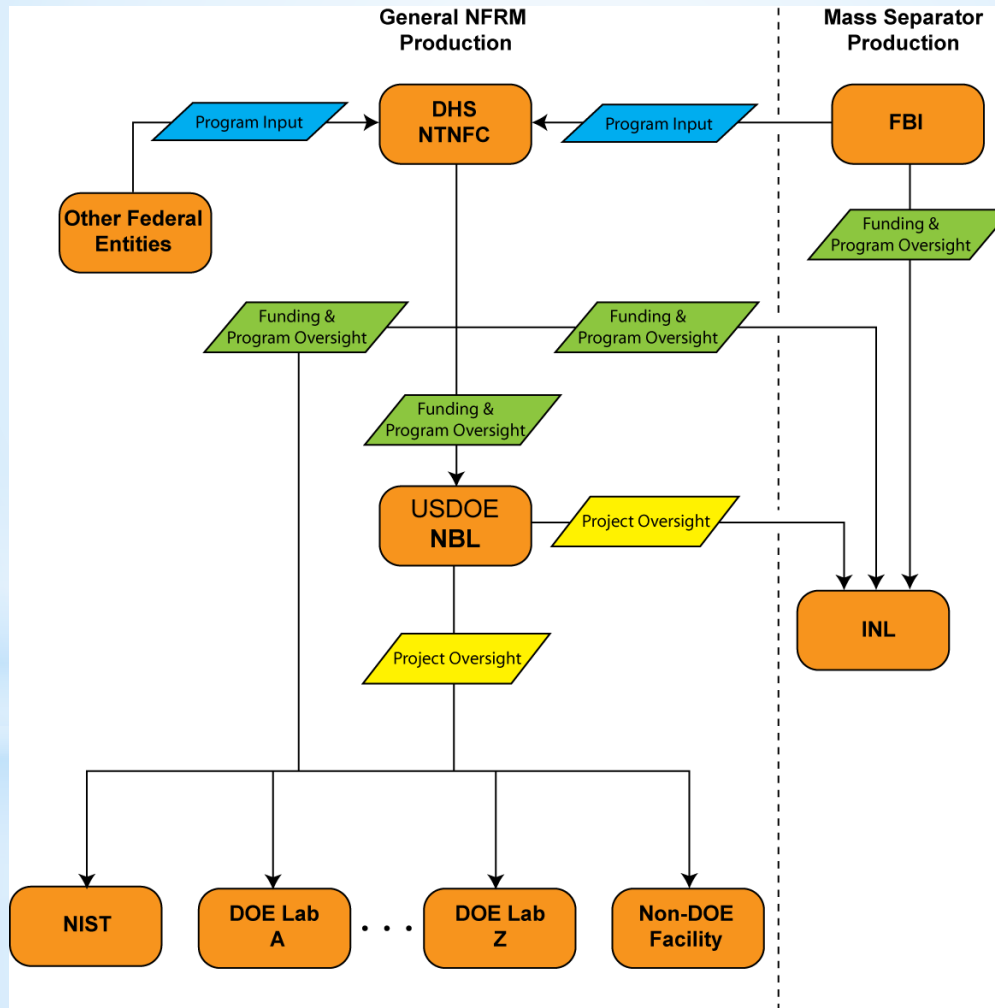 General NFRM
Production
Mass Separator
Production
DHS
NTNFC
FBI
Program Input
Program Input
Other Federal
Entities
Funding &
Program Oversight
Funding &
Program Oversight
Funding &
Program Oversight
Funding &
Program Oversight
USDOE
NBL
Project Oversight
INL
Project Oversight
NIST
DOE Lab
A
. . .
DOE Lab
Z
Non-DOE
Facility